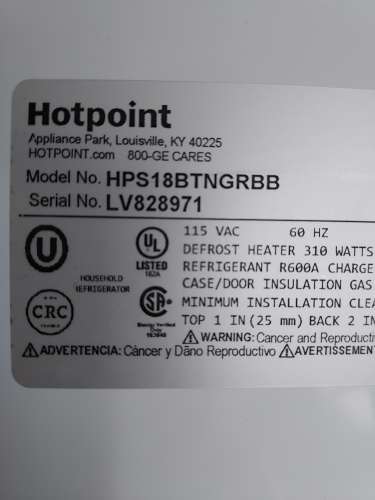 Hotpoint
Appliance Park, Louisville, KY 40225
HOTPOINT.com 800-GE CARES
Model No. HPS18BTNGRBB
Serial No. LV828971
115 VAC 60 HZ
DEFROST HEATER 310 WATTS
REFRIGERANT R600A CHARGE
CASE/DOOR INSULATION GAS
MINIMUM INSTALLATION CLEA
TOP 1 IN (25 mm) BACK 2 IN
U
UL
LISTED
HOUSEHOLD
REFRIGERATOR
CRC
SA
WARNING: Cancer and Reproductiv
ADVERTENCIA: Cáncer y Daño Reproductivo AVERTISSEMENT